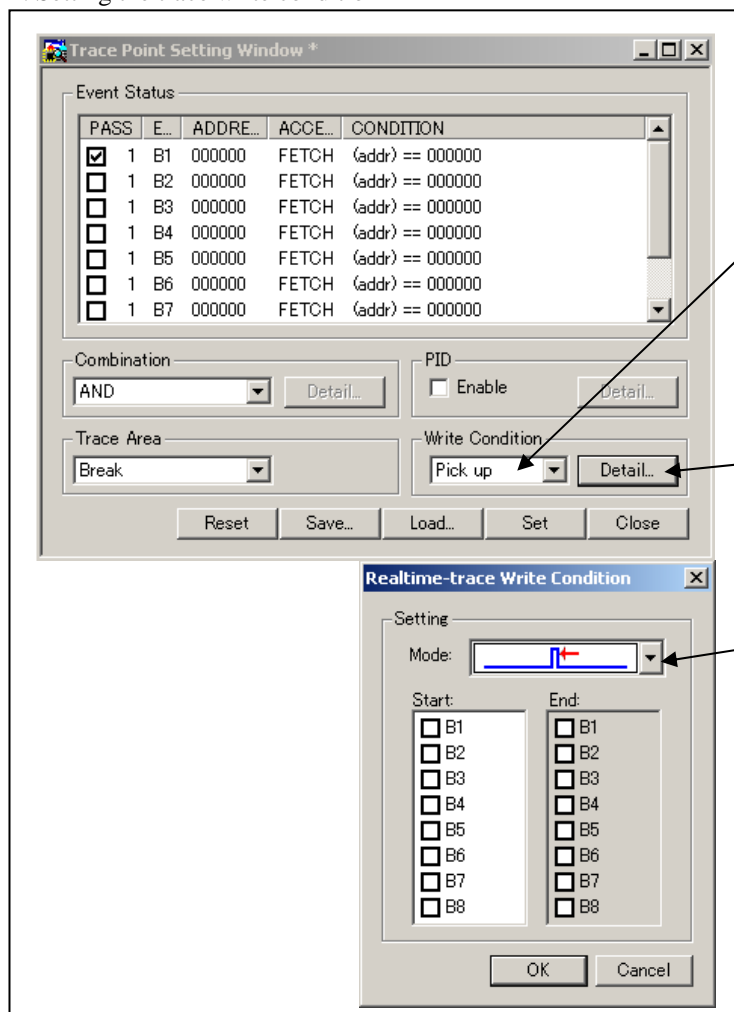 Trace Point Setting Window *
Event Status
PASS E... ADDRE... ACCE... CONDITION
1 B1 000000 FETCH (addr) == 000000
1 B2 000000 FETCH (addr) == 000000
1 B3 000000 FETCH (addr) == 000000
1 B4 000000 FETCH (addr) == 000000
1 B5 000000 FETCH (addr) == 000000
1 B6 000000 FETCH (addr) == 000000
1 B7 000000 FETCH (addr) == 000000
Combination
AND Detail...
PID
Enable Detail...
Trace Area
Break
Write Condition
Pick up Detail...
Reset Save... Load... Set Close
Realtime-trace Write Condition
Setting
Mode:
Start: End:
B1 B1
B2 B2
B3 B3
B4 B4
B5 B5
B6 B6
B7 B7
B8 B8
OK Cancel